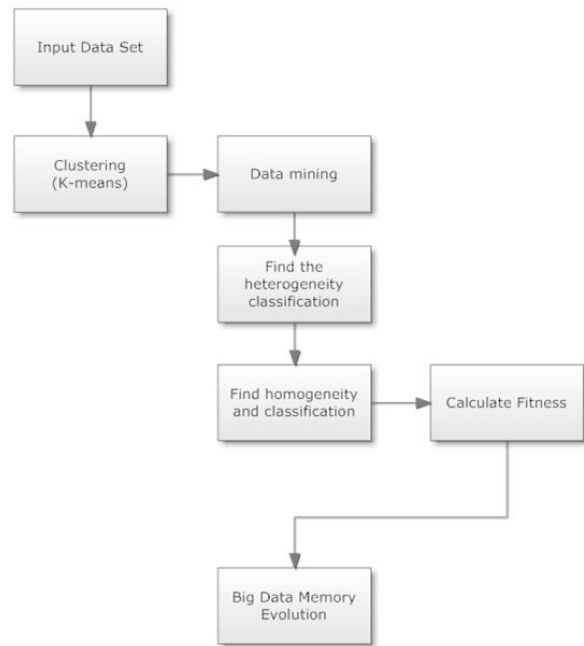 Input Data Set
Clustering
(K-means)
Data mining
Find the
heterogeneity
classification
Find homogeneity
and classification
Calculate Fitness
Big Data Memory
Evolution